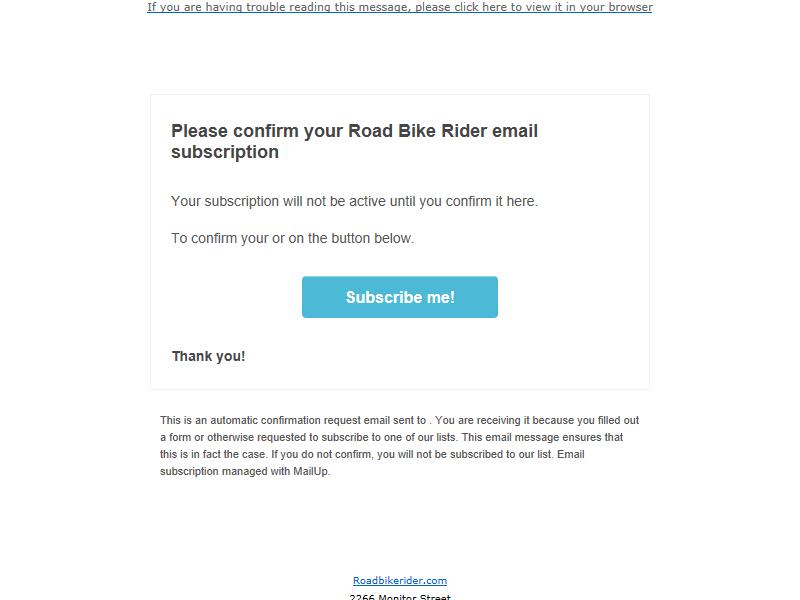 If you are having trouble reading this message, please click here to view it in your browser
Please confirm your Road Bike Rider email
subscription
Your subscription will not be active until you confirm it here.
To confirm your or on the button below.
Subscribe me!
Thank you!
This is an automatic confirmation request email sent to . You are receiving it because you filled out
a form or otherwise requested to subscribe to one of our lists. This email message ensures that
this is in fact the case. If you do not confirm, you will not be subscribed to our list. Email
subscription managed with MailUp.
Roadbikerider.com
2266 Monitor Street